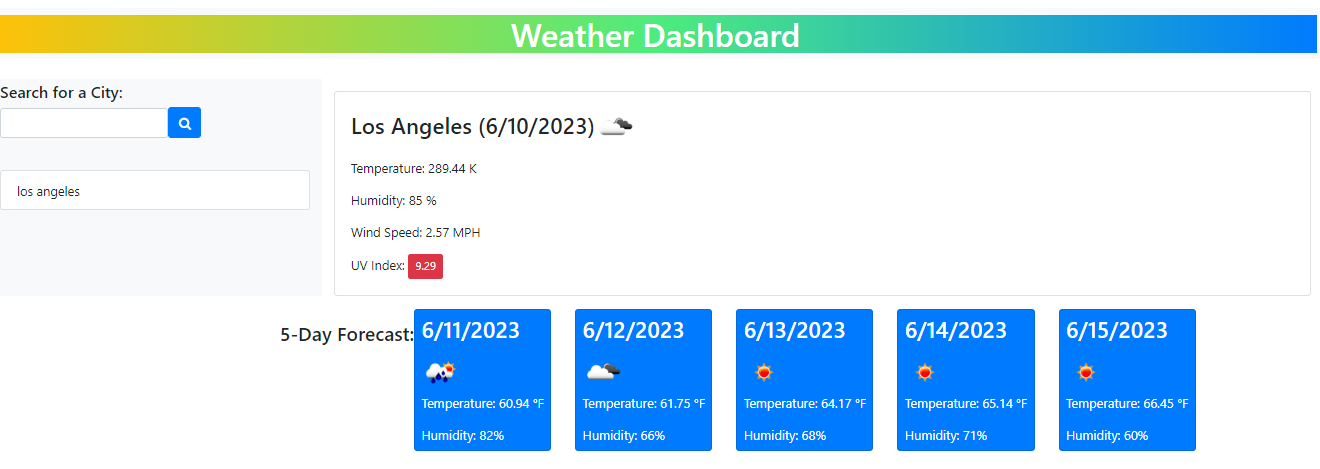 Weather Dashboard
Search for a City:
los angeles
Los Angeles (6/10/2023)
Temperature: 289.44 K
Humidity: 85 %
Wind Speed: 2.57 MPH
UV Index: 9.29
5-Day Forecast:
6/11/2023
Temperature: 60.94 °F
Humidity: 82%
6/12/2023
Temperature: 61.75 °F
Humidity: 66%
6/13/2023
Temperature: 64.17 °F
Humidity: 68%
6/14/2023
Temperature: 65.14 °F
Humidity: 71%
6/15/2023
Temperature: 66.45 °F
Humidity: 60%